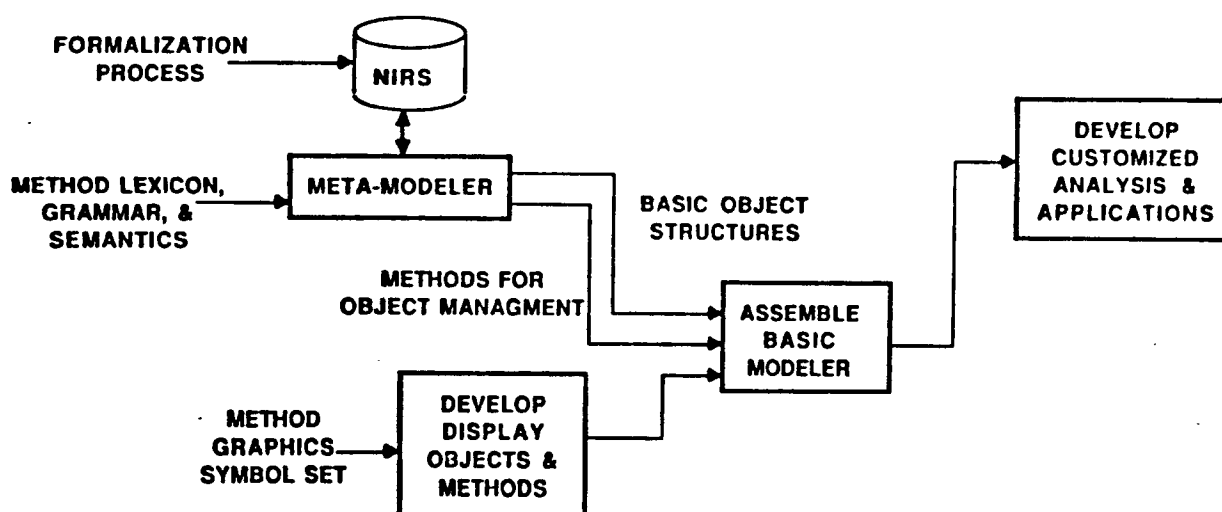 FORMALIZATION
PROCESS
NIRS
METHOD LEXICON,
GRAMMAR, &
SEMANTICS
META-MODELER
BASIC OBJECT
STRUCTURES
METHODS FOR
OBJECT MANAGMENT
DEVELOP
CUSTOMIZED
ANALYSIS &
APPLICATIONS
ASSEMBLE
BASIC
MODELER
METHOD
GRAPHICS
SYMBOL SET
DEVELOP
DISPLAY
OBJECTS &
METHODS